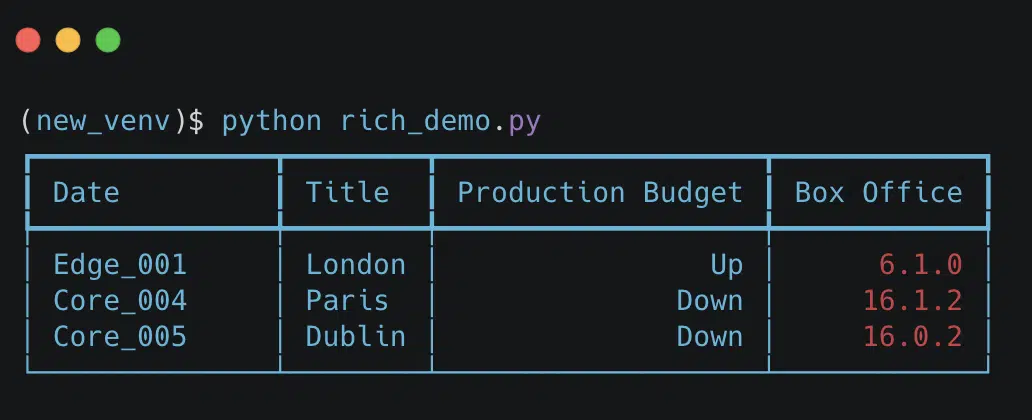 (new_venv)$ python rich_demo.py
Date Title Production Budget Box Office
Edge_001 London Up 6.1.0
Core_004 Paris Down 16.1.2
Core_005 Dublin Down 16.0.2